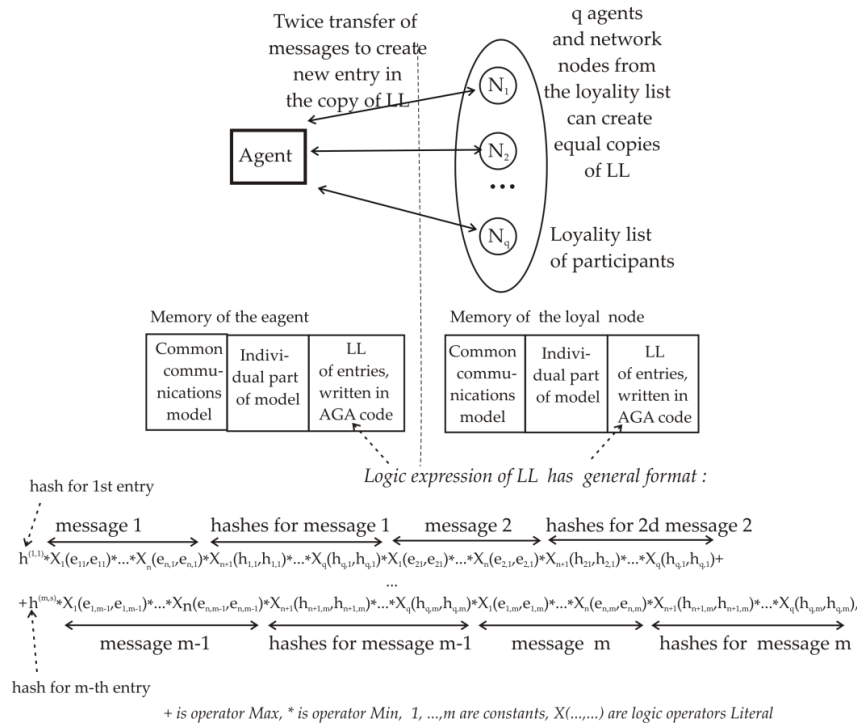 Twice transfer of
messages to create
new entry in
the copy of LL
q agents
and network
nodes from
the loyality list
can create
equal copies
of LL
Agent
N1
N2
...
Nq
Loyality list
of participants
Memory of the eagent
Common
commu-
nications
model
Indivi-
dual part
of model
LL
of entries,
written in
AGA code
Memory of the loyal node
Common
commu-
nications
model
Indivi-
dual part
of model
LL
of entries,
written in
AGA code
Logic expression of LL has general format :
hash for 1st entry
message 1
hashes for message 1
message 2
hashes for 2d message 2
h(1,1)*X1(e11,e11)*...*Xn(en,1,en,1)*Xn+1(h1,1,h1,1)*...*Xq(hq,1,hq,1)*X1(e21,e21)*...*Xn(e2,1,e2,1)*Xn+1(h21,h2,1)*...*Xq(hq,1,hq,1)+
...
+h(m,s)*X1(e1,m-1,e1,m-1)*...*Xn(en,m-1,en,m-1)*Xn+1(hn+1,m,hn+1,m)*...*Xq(hq,m,hq,m)*X1(e1,m,e1,m)*...*Xn(en,m,en,m)*Xn+1(hn+1,m,hn+1,m)*...*Xq(hq,m,hq,m),
message m-1
hashes for message m-1
message m
hashes for message m
hash for m-th entry
+ is operator Max, * is operator Min, 1, ...,m are constants, X(...,...) are logic operators Literal